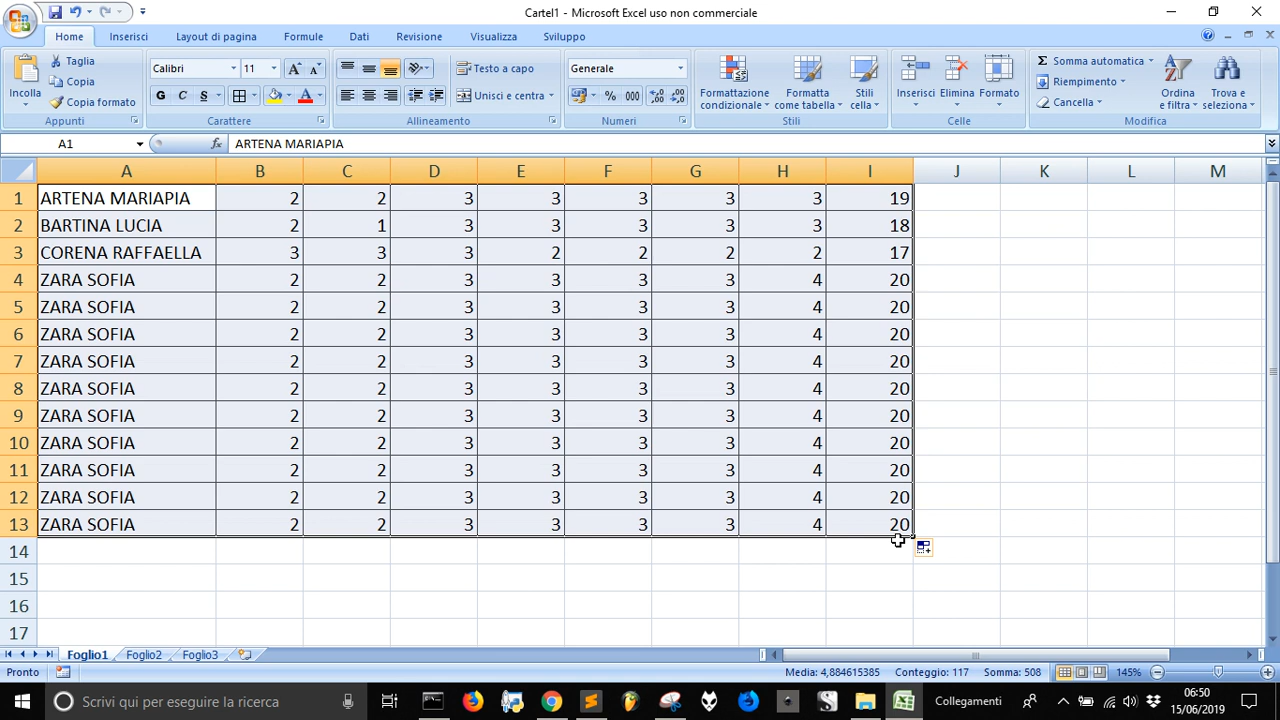 Cartel1 - Microsoft Excel uso non commerciale
Home Inserisci Layout di pagina Formule Dati Revisione Visualizza Sviluppo
Incolla
Taglia
Copia
Copia formato
Appunti
Calibri 11
G C S
Carattere
Testo a capo
Unisci e centra
Allineamento
Generale
% 000
Numeri
Formattazione condizionale
Formatta come tabella
Stili cella
Stili
Inserisci Elimina Formato
Celle
Somma automatica
Riempimento
Cancella
Ordina e filtra
Trova e seleziona
Modifica
A1 fx ARTENA MARIAPIA
A B C D E F G H I J K L M
1 ARTENA MARIAPIA 2 2 3 3 3 3 3 19
2 BARTINA LUCIA 2 1 3 3 3 3 3 18
3 CORENA RAFFAELLA 3 3 3 2 2 2 2 17
4 ZARA SOFIA 2 2 3 3 3 3 4 20
5 ZARA SOFIA 2 2 3 3 3 3 4 20
6 ZARA SOFIA 2 2 3 3 3 3 4 20
7 ZARA SOFIA 2 2 3 3 3 3 4 20
8 ZARA SOFIA 2 2 3 3 3 3 4 20
9 ZARA SOFIA 2 2 3 3 3 3 4 20
10 ZARA SOFIA 2 2 3 3 3 3 4 20
11 ZARA SOFIA 2 2 3 3 3 3 4 20
12 ZARA SOFIA 2 2 3 3 3 3 4 20
13 ZARA SOFIA 2 2 3 3 3 3 4 20
14
15
16
17
Foglio1 Foglio2 Foglio3
Pronto Media: 4,884615385 Conteggio: 117 Somma: 508 145%
Scrivi qui per eseguire la ricerca
Collegamenti
06:50
15/06/2019